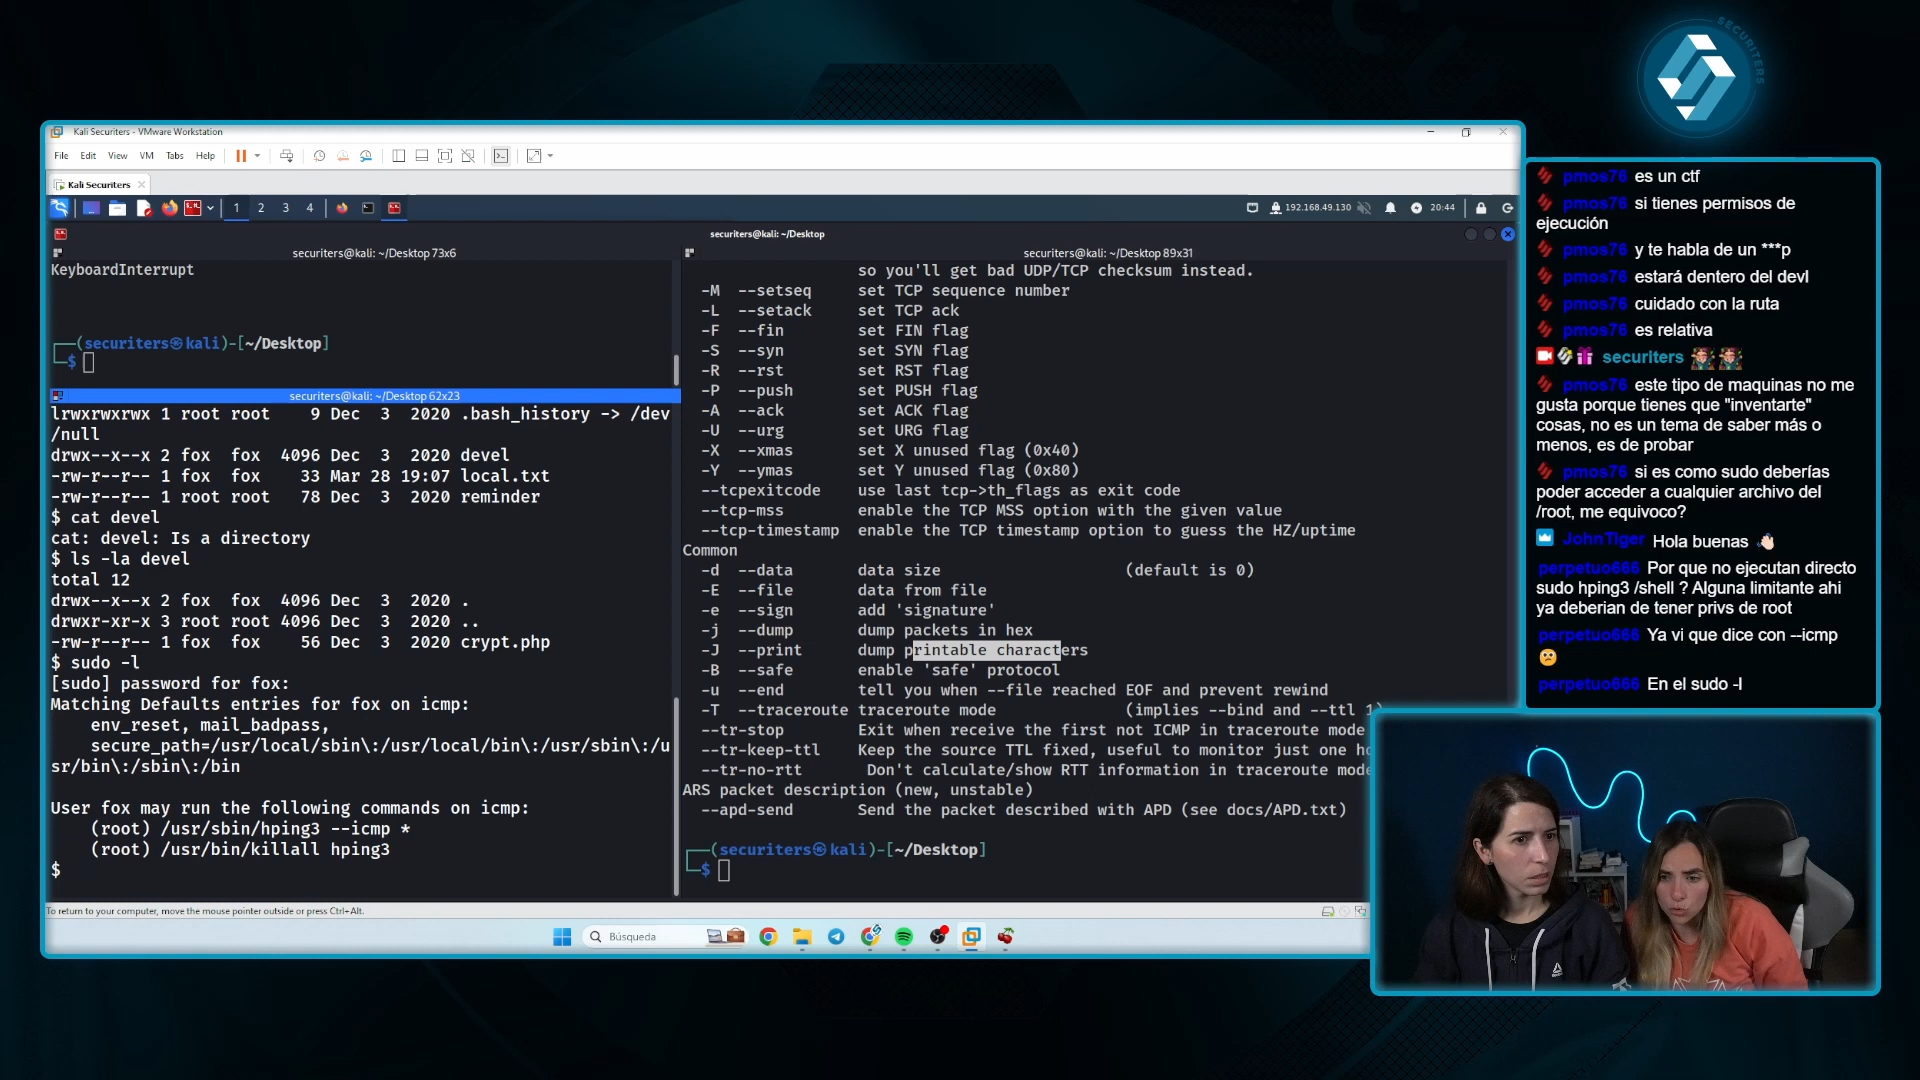 SECURITERS
Kali Securiters - VMware Workstation
File Edit View VM Tabs Help
Kali Securiters
1 2 3 4
192.168.49.130
20:44
securiters@kali: ~/Desktop
securiters@kali: ~/Desktop 73x6
KeyboardInterrupt
┌──(securiters㉿kali)-[~/Desktop]
└─$
securiters@kali: ~/Desktop 62x23
lrwxrwxrwx 1 root root    9 Dec  3  2020 .bash_history -> /dev
/null
drwx--x--x 2 fox  fox  4096 Dec  3  2020 devel
-rw-r--r-- 1 fox  fox    33 Mar 28 19:07 local.txt
-rw-r--r-- 1 root root   78 Dec  3  2020 reminder
$ cat devel
cat: devel: Is a directory
$ ls -la devel
total 12
drwx--x--x 2 fox  fox  4096 Dec  3  2020 .
drwxr-xr-x 3 root root 4096 Dec  3  2020 ..
-rw-r--r-- 1 fox  fox    56 Dec  3  2020 crypt.php
$ sudo -l
[sudo] password for fox:
Matching Defaults entries for fox on icmp:
    env_reset, mail_badpass,
    secure_path=/usr/local/sbin\:/usr/local/bin\:/usr/sbin\:/u
sr/bin\:/sbin\:/bin
User fox may run the following commands on icmp:
    (root) /usr/sbin/hping3 --icmp *
    (root) /usr/bin/killall hping3
$
securiters@kali: ~/Desktop 89x31
so you'll get bad UDP/TCP checksum instead.
-M  --setseq     set TCP sequence number
-L  --setack     set TCP ack
-F  --fin        set FIN flag
-S  --syn        set SYN flag
-R  --rst        set RST flag
-P  --push       set PUSH flag
-A  --ack        set ACK flag
-U  --urg        set URG flag
-X  --xmas       set X unused flag (0x40)
-Y  --ymas       set Y unused flag (0x80)
--tcpexitcode    use last tcp->th_flags as exit code
--tcp-mss        enable the TCP MSS option with the given value
--tcp-timestamp  enable the TCP timestamp option to guess the HZ/uptime
Common
-d  --data       data size                    (default is 0)
-E  --file       data from file
-e  --sign       add 'signature'
-j  --dump       dump packets in hex
-J  --print      dump printable characters
-B  --safe       enable 'safe' protocol
-u  --end        tell you when --file reached EOF and prevent rewind
-T  --traceroute traceroute mode              (implies --bind and --ttl 1)
--tr-stop        Exit when receive the first not ICMP in traceroute mode
--tr-keep-ttl    Keep the source TTL fixed, useful to monitor just one
--tr-no-rtt       Don't calculate/show RTT information in traceroute mode
ARS packet description (new, unstable)
--apd-send       Send the packet described with APD (see docs/APD.txt)
┌──(securiters㉿kali)-[~/Desktop]
└─$
To return to your computer, move the mouse pointer outside or press Ctrl+Alt.
Búsqueda
pmos76 es un ctf
pmos76 si tienes permisos de
ejecución
pmos76 y te habla de un ***p
pmos76 estará dentro del devl
pmos76 cuidado con la ruta
pmos76 es relativa
securiters
pmos76 este tipo de maquinas no me
gusta porque tienes que "inventarte"
cosas, no es un tema de saber más o
menos, es de probar
pmos76 si es como sudo deberías
poder acceder a cualquier archivo del
/root, me equivoco?
JohnTiger Hola buenas 👋🏻
perpetuo666 Por que no ejecutan directo
sudo hping3 /shell ? Alguna limitante ahi
ya deberian de tener privs de root
perpetuo666 Ya vi que dice con --icmp
😕
perpetuo666 En el sudo -l